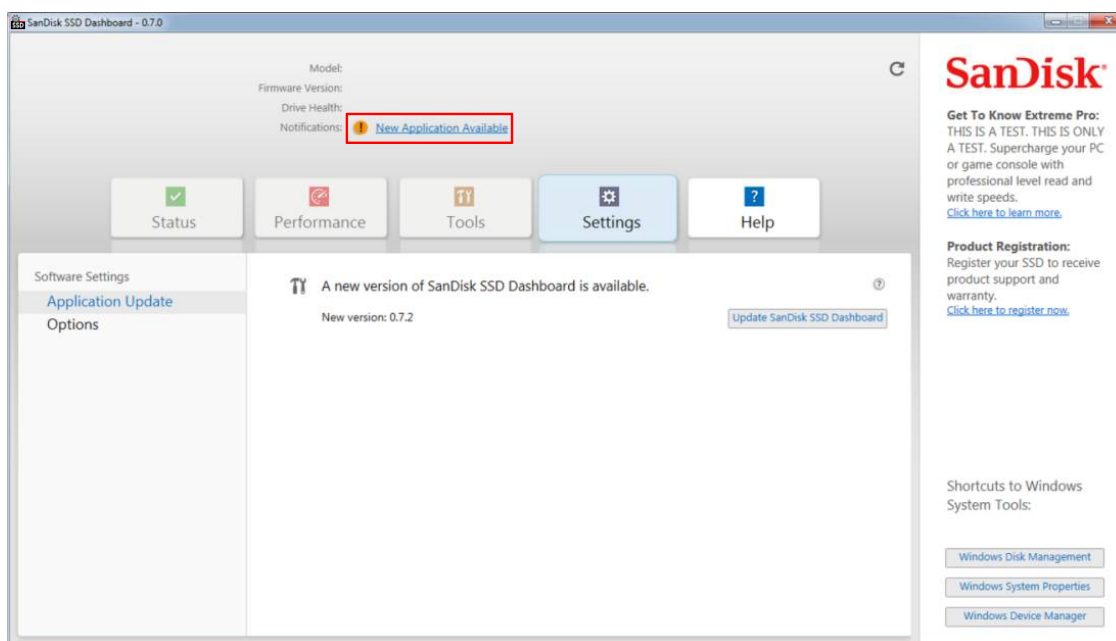 SSD SanDisk SSD Dashboard - 0.7.0
Model:
Firmware Version:
Drive Health:
Notifications: ! New Application Available
Status
Performance
Tools
Settings
? Help
Software Settings
Application Update
Options
A new version of SanDisk SSD Dashboard is available. ?
New version: 0.7.2
Update SanDisk SSD Dashboard
SanDisk®
Get To Know Extreme Pro:
THIS IS A TEST. THIS IS ONLY
A TEST. Supercharge your PC
or game console with
professional level read and
write speeds.
Click here to learn more.
Product Registration:
Register your SSD to receive
product support and
warranty.
Click here to register now.
Shortcuts to Windows
System Tools:
Windows Disk Management
Windows System Properties
Windows Device Manager